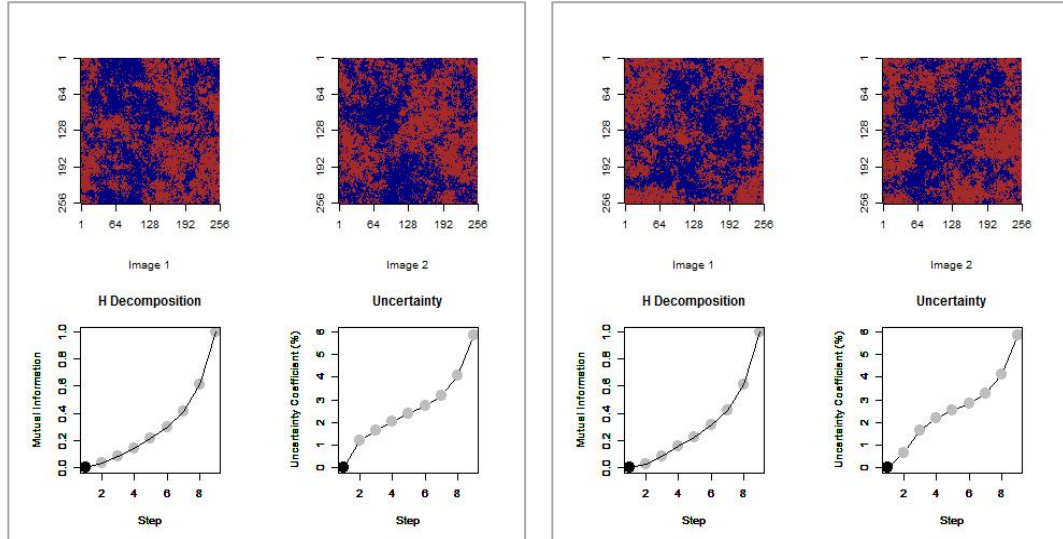 1
64
128
192
256
1 64 128 192 256
Image 1
1
64
128
192
256
1 64 128 192 256
Image 2
H Decomposition
Mutual Information
1.0
0.8
0.6
0.4
0.2
0.0
2 4 6 8
Step
Uncertainty
Uncertainty Coefficient (%)
6
5
4
3
2
1
0
2 4 6 8
Step
1
64
128
192
256
1 64 128 192 256
Image 1
1
64
128
192
256
1 64 128 192 256
Image 2
H Decomposition
Mutual Information
1.0
0.8
0.6
0.4
0.2
0.0
2 4 6 8
Step
Uncertainty
Uncertainty Coefficient (%)
6
5
4
3
2
1
0
2 4 6 8
Step